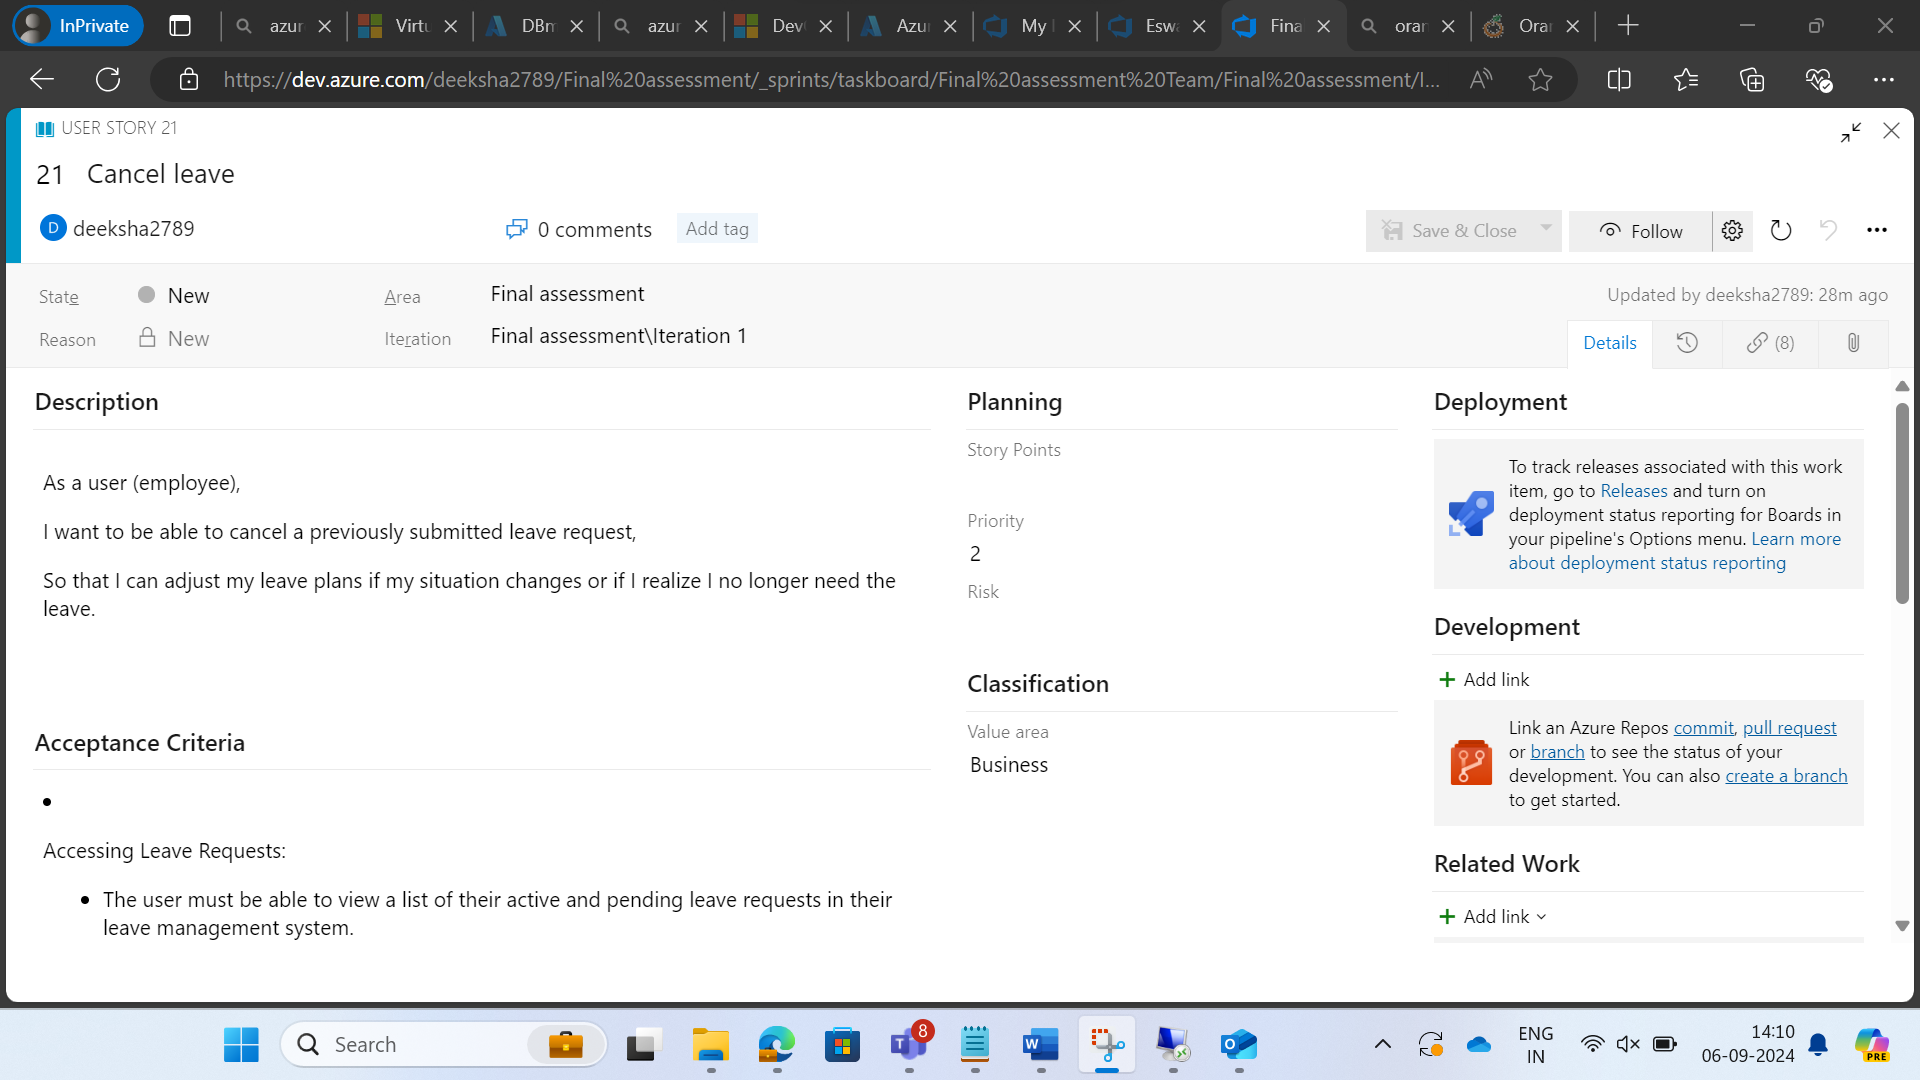 InPrivate
azur
Virtu
DBm
azur
Dev
Azur
My
Eswa
Fina
oran
Oran
https://dev.azure.com/deeksha2789/Final%20assessment/_sprints/taskboard/Final%20assessment%20Team/Final%20assessment/I...
USER STORY 21
21 Cancel leave
D deeksha2789
0 comments
Add tag
Save & Close
Follow
State
New
Area
Final assessment
Updated by deeksha2789: 28m ago
Reason
New
Iteration
Final assessment\Iteration 1
Details
(8)
Description
As a user (employee),
I want to be able to cancel a previously submitted leave request,
So that I can adjust my leave plans if my situation changes or if I realize I no longer need the
leave.
Acceptance Criteria
Accessing Leave Requests:
The user must be able to view a list of their active and pending leave requests in their
leave management system.
Planning
Story Points
Priority
2
Risk
Classification
Value area
Business
Deployment
To track releases associated with this work
item, go to Releases and turn on
deployment status reporting for Boards in
your pipeline's Options menu. Learn more
about deployment status reporting
Development
+ Add link
Link an Azure Repos commit, pull request
or branch to see the status of your
development. You can also create a branch
to get started.
Related Work
+ Add link
Search
8
ENG
IN
14:10
06-09-2024
PRE